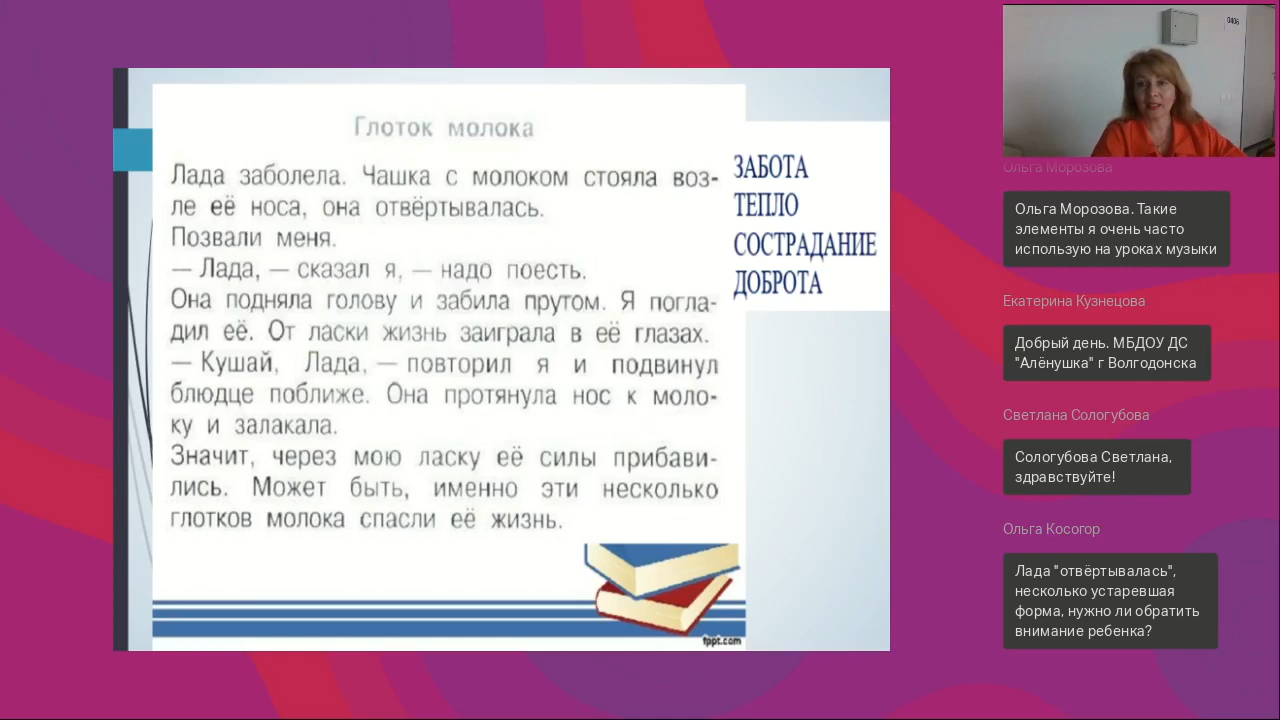 Глоток молока
Лада заболела. Чашка с молоком стояла воз-
ле её носа, она отвёртывалась.
Позвали меня.
— Лада, — сказал я, — надо поесть.
Она подняла голову и забила прутом. Я погла-
дил её. От ласки жизнь заиграла в её глазах.
— Кушай, Лада, — повторил я и подвинул
блюдце поближе. Она протянула нос к моло-
ку и залакала.
Значит, через мою ласку её силы прибави-
лись. Может быть, именно эти несколько
глотков молока спасли её жизнь.
fppt.com
ЗАБОТА
ТЕПЛО
СОСТРАДАНИЕ
ДОБРОТА
0406
Ольга Морозова
Ольга Морозова. Такие
элементы я очень часто
использую на уроках музыки
Екатерина Кузнецова
Добрый день. МБДОУ ДС
"Алёнушка" г Волгодонска
Светлана Сологубова
Сологубова Светлана,
здравствуйте!
Ольга Косогор
Лада "отвёртывалась",
несколько устаревшая
форма, нужно ли обратить
внимание ребенка?